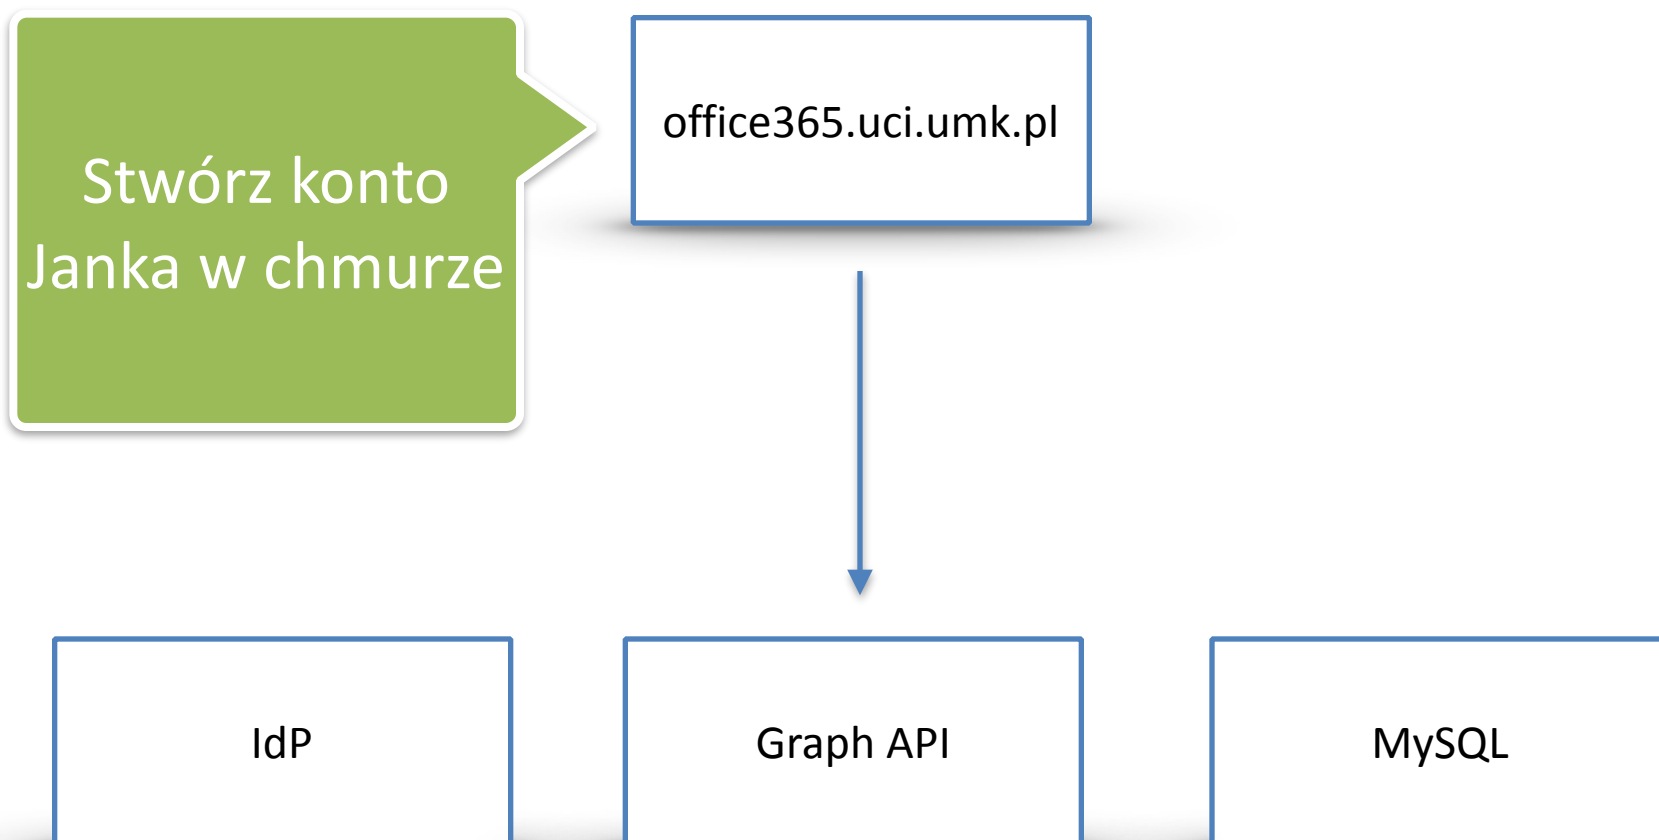 Stwórz konto
Janka w chmurze
office365.uci.umk.pl
IdP
Graph API
MySQL